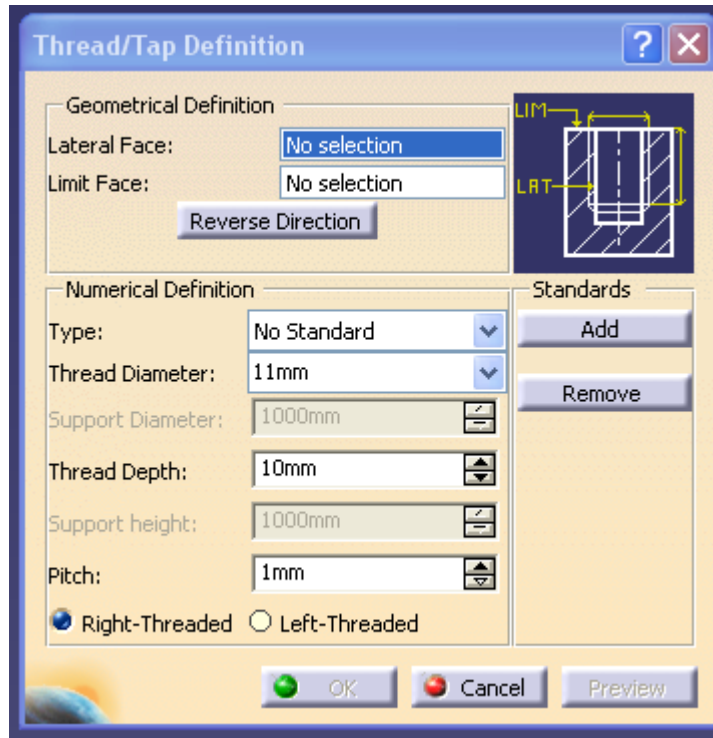 Thread/Tap Definition
?
Geometrical Definition
Lateral Face: No selection
Limit Face: No selection
Reverse Direction
LIM
LAT
Numerical Definition
Standards
Type: No Standard
Add
Thread Diameter: 11mm
Remove
Support Diameter: 1000mm
Thread Depth: 10mm
Support height: 1000mm
Pitch: 1mm
Right-Threaded Left-Threaded
OK Cancel Preview